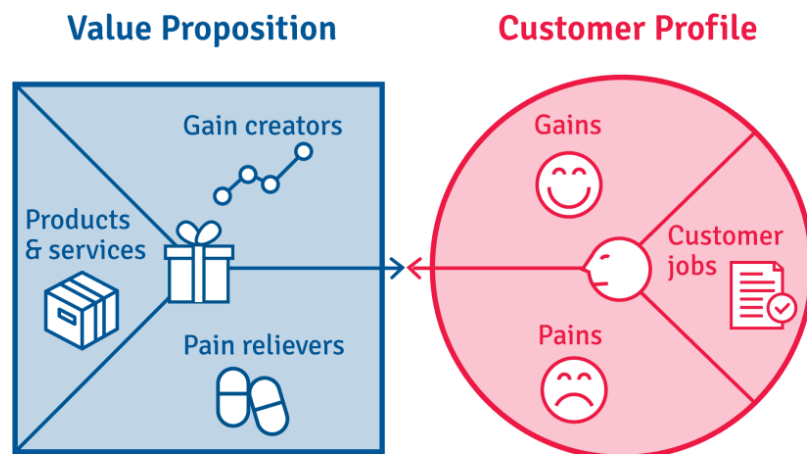 Value Proposition
Customer Profile
Gain creators
Products
& services
Pain relievers
Gains
Customer
jobs
Pains